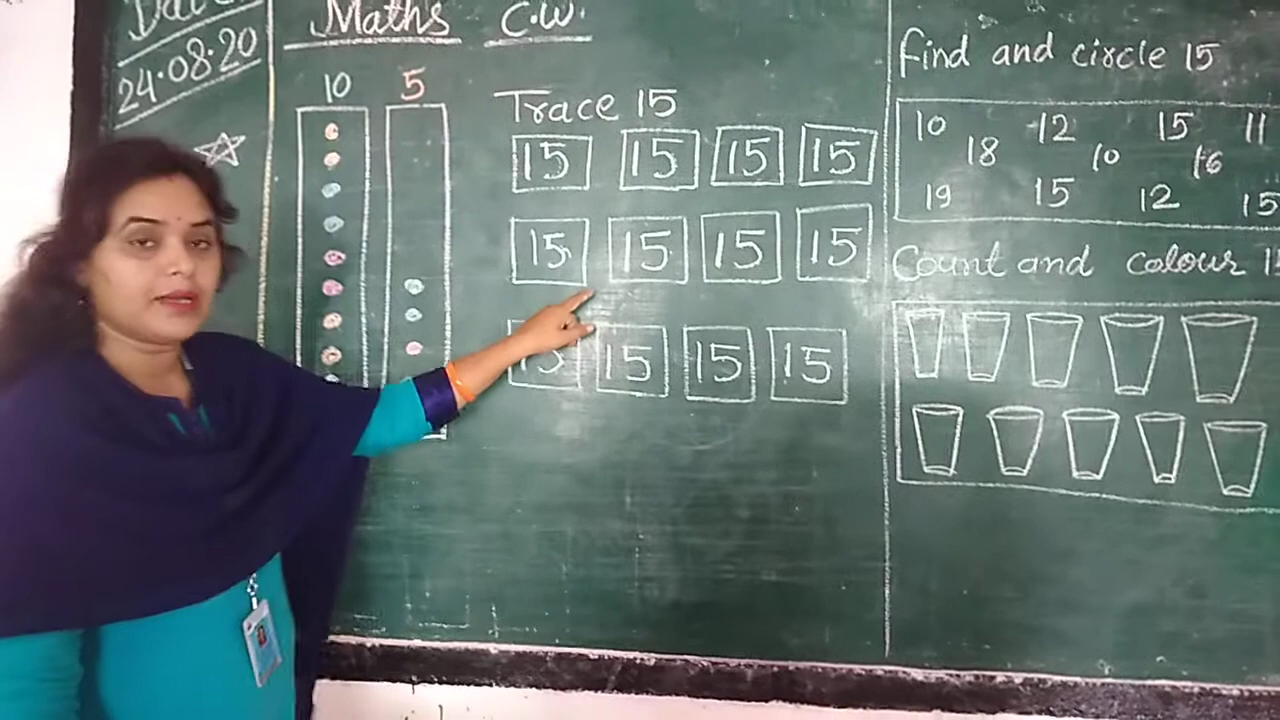 Date
24.08.20
Maths C.W.
10 5
Trace 15
15 15 15 15
15 15 15 15
15 15 15 15
Find and circle 15
10 12 15 11
18 10 16
19 15 12 15
Count and colour 15